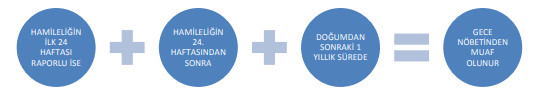 HAMİLELİĞİN
İLK 24
HAFTASI
RAPORLU İSE
HAMİLELİĞİN
24.
HAFTASINDAN
SONRA
DOĞUMDAN
SONRAKİ 1
YILLIK SÜREDE
GECE
NÖBETİNDEN
MUAF
OLUNUR